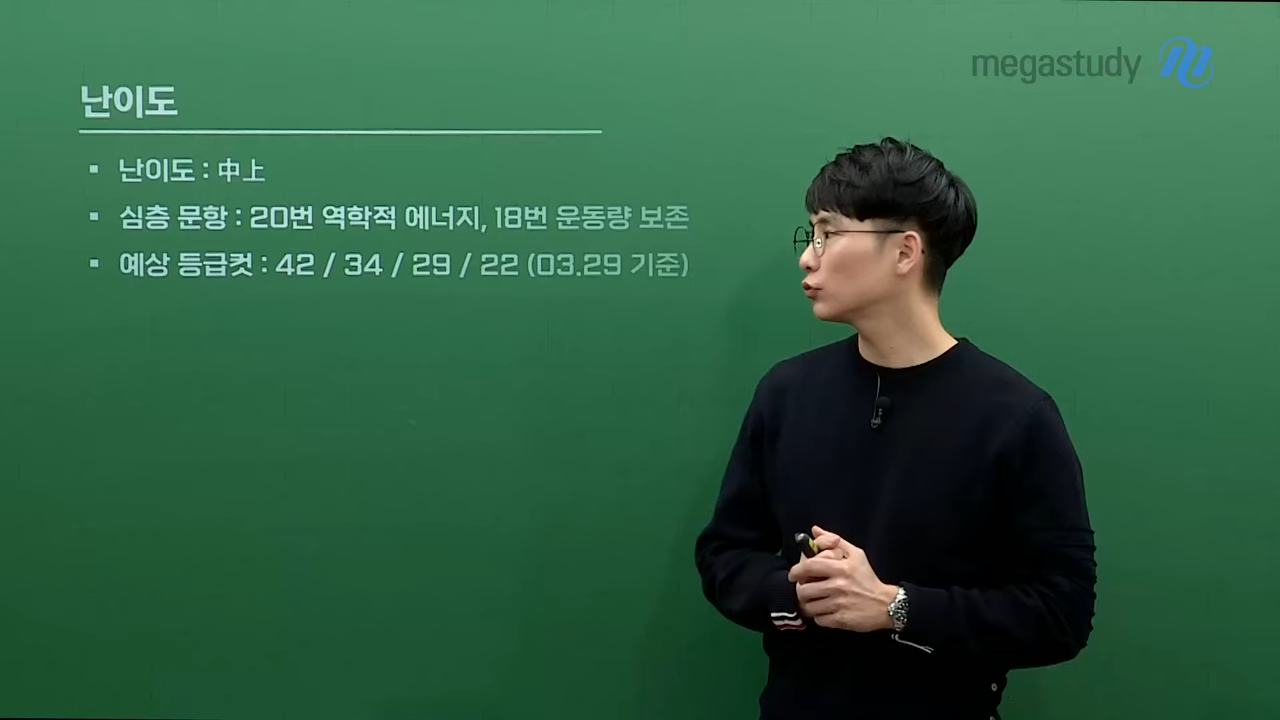 megastudy
난이도
▪ 난이도 : 中上
▪ 심층 문항 : 20번 역학적 에너지, 18번 운동량 보존
▪ 예상 등급컷 : 42 / 34 / 29 / 22 (03.29 기준)